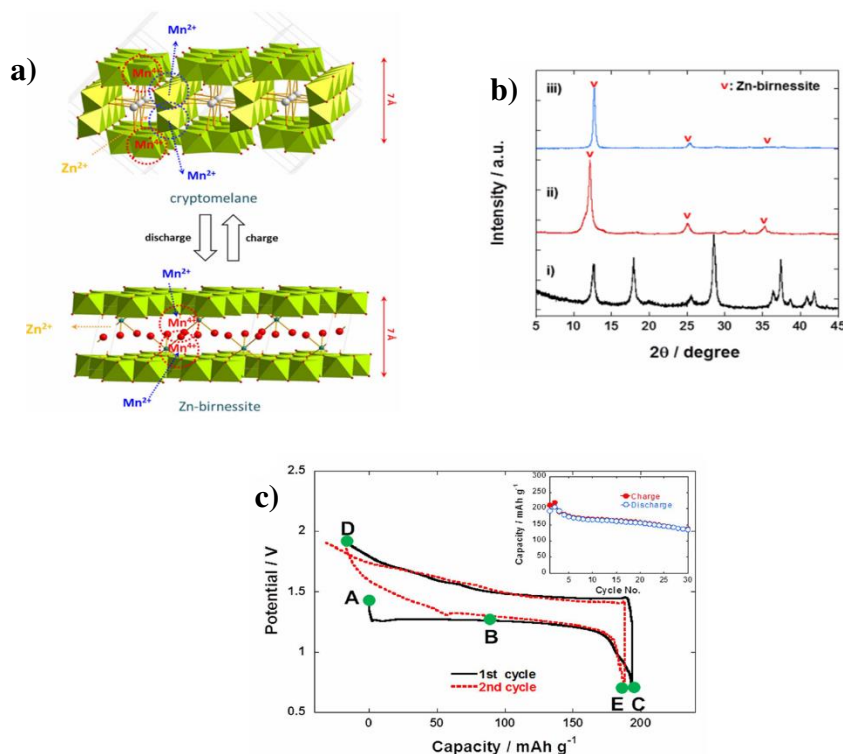 a)
Mn²⁺
Mn⁴⁺
7 Å
Mn⁴⁺
Zn²⁺
Mn²⁺
cryptomelane
discharge
charge
Mn²⁺
Zn²⁺
Mn⁴⁺
Mn⁴⁺
7 Å
Mn²⁺
Zn-birnessite
b)
v: Zn-birnessite
iii)
v
v
v
ii)
v
v
v
i)
Intensity / a.u.
5 10 15 20 25 30 35 40 45
2θ / degree
c)
2.5
2
1.5
1
0.5
Potential / V
D
A
B
E C
1st cycle
2nd cycle
0 50 100 150 200
Capacity / mAh g⁻¹
300
250
200
150
100
50
0
Capacity / mAh g⁻¹
Charge
Discharge
5 10 15 20 25 30
Cycle No.